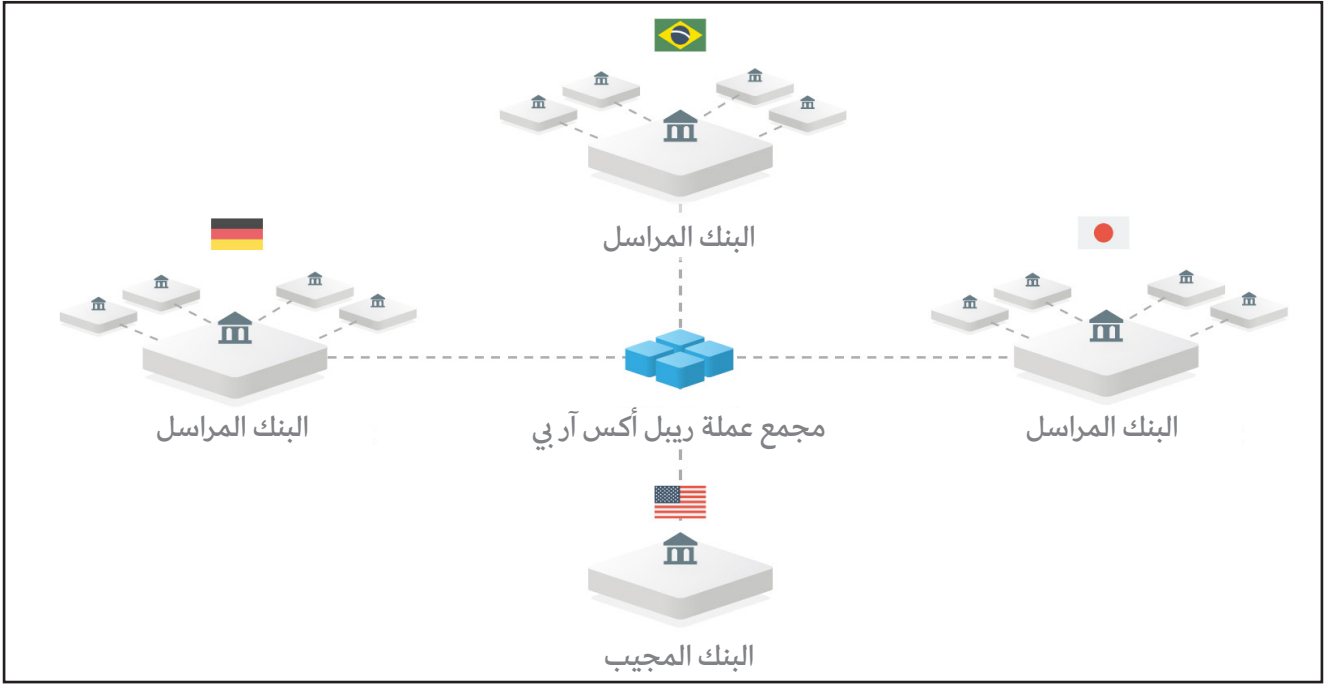 البنك المراسل
البنك المراسل
مجمع عملة ريبل أكس آر بي
البنك المراسل
البنك المجيب